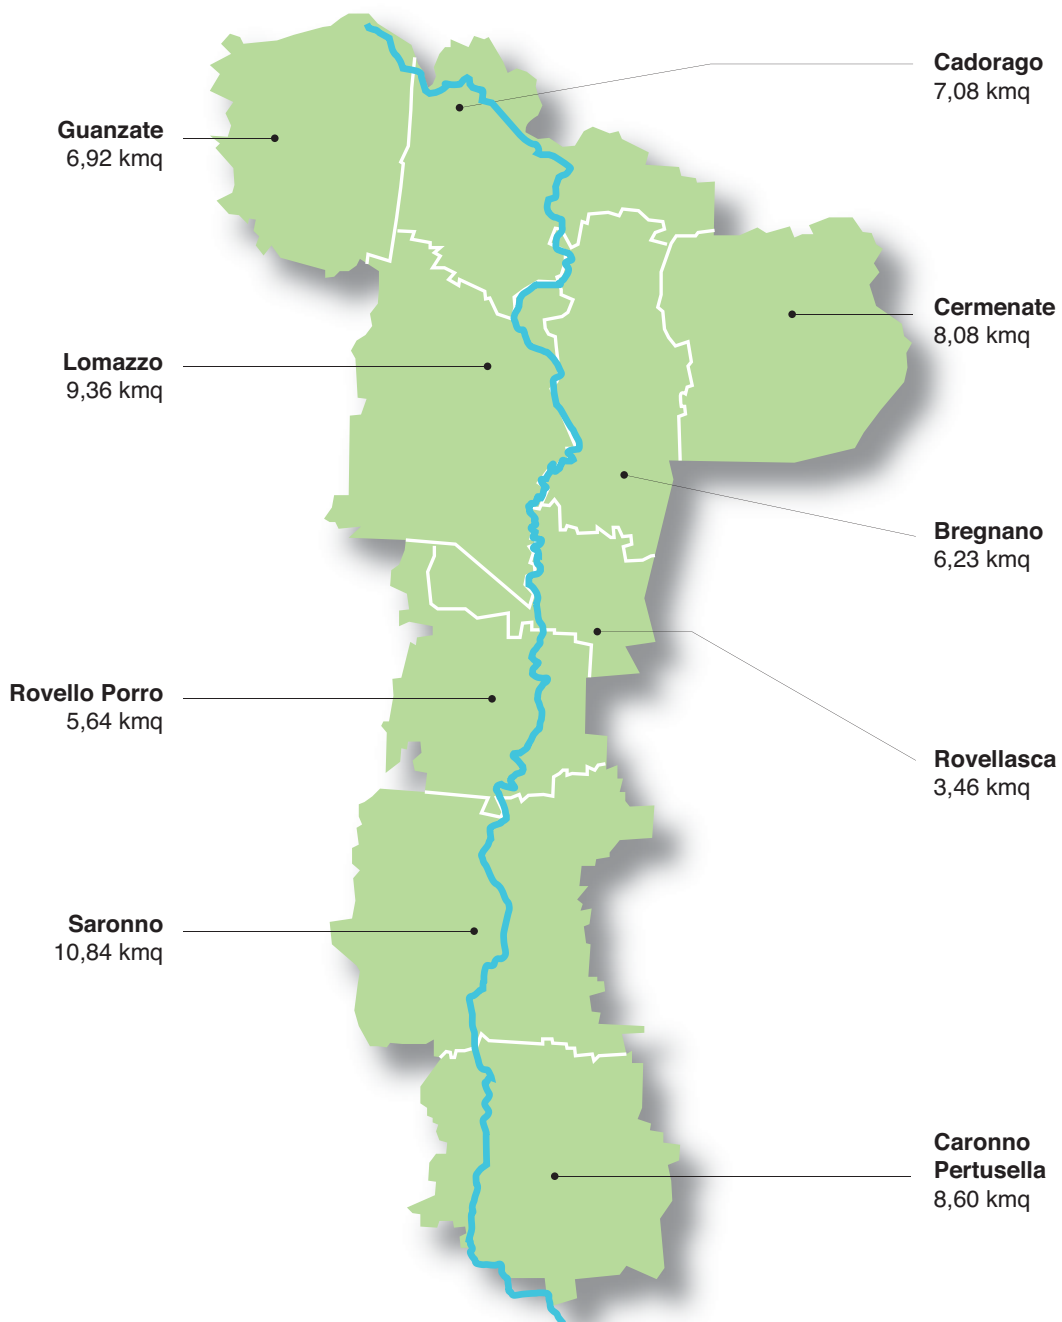 Cadorago
7,08 kmq
Guanzate
6,92 kmq
Cermenate
8,08 kmq
Lomazzo
9,36 kmq
Bregnano
6,23 kmq
Rovello Porro
5,64 kmq
Rovellasca
3,46 kmq
Saronno
10,84 kmq
Caronno
Pertusella
8,60 kmq